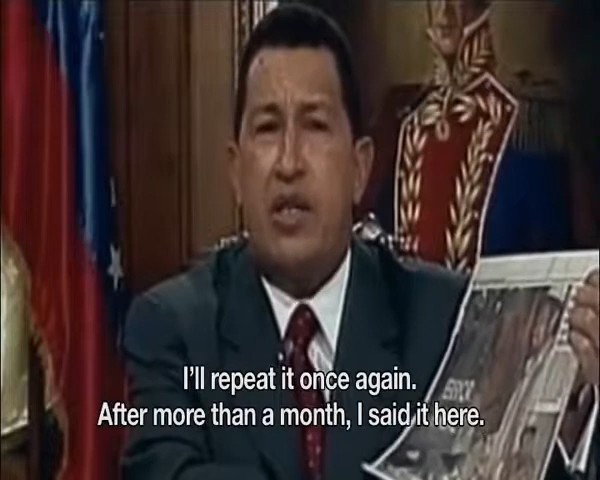 I'll repeat it once again.
After more than a month, I said it here.